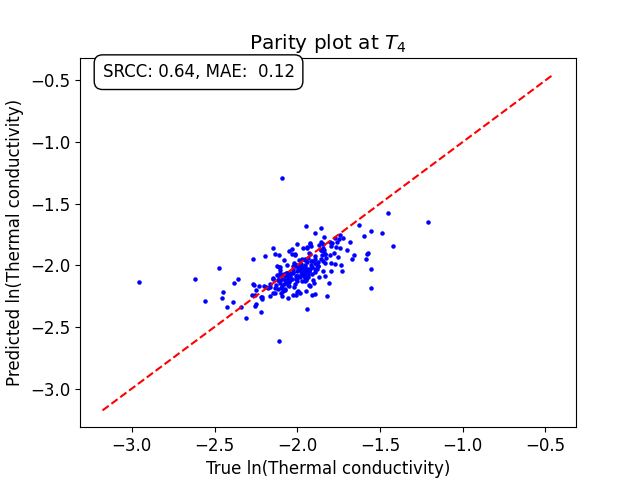 Parity plot at T₄
SRCC: 0.64, MAE:  0.12
Predicted ln(Thermal conductivity)
−0.5
−1.0
−1.5
−2.0
−2.5
−3.0
−3.0 −2.5 −2.0 −1.5 −1.0 −0.5
True ln(Thermal conductivity)